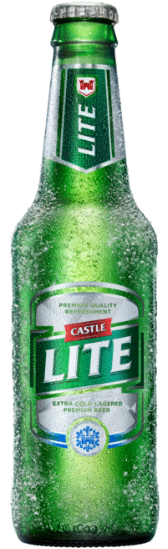 LITE
PREMIUM QUALITY
REFRESHMENT
CASTLE
LITE
EXTRA COLD LAGERED
PREMIUM BEER